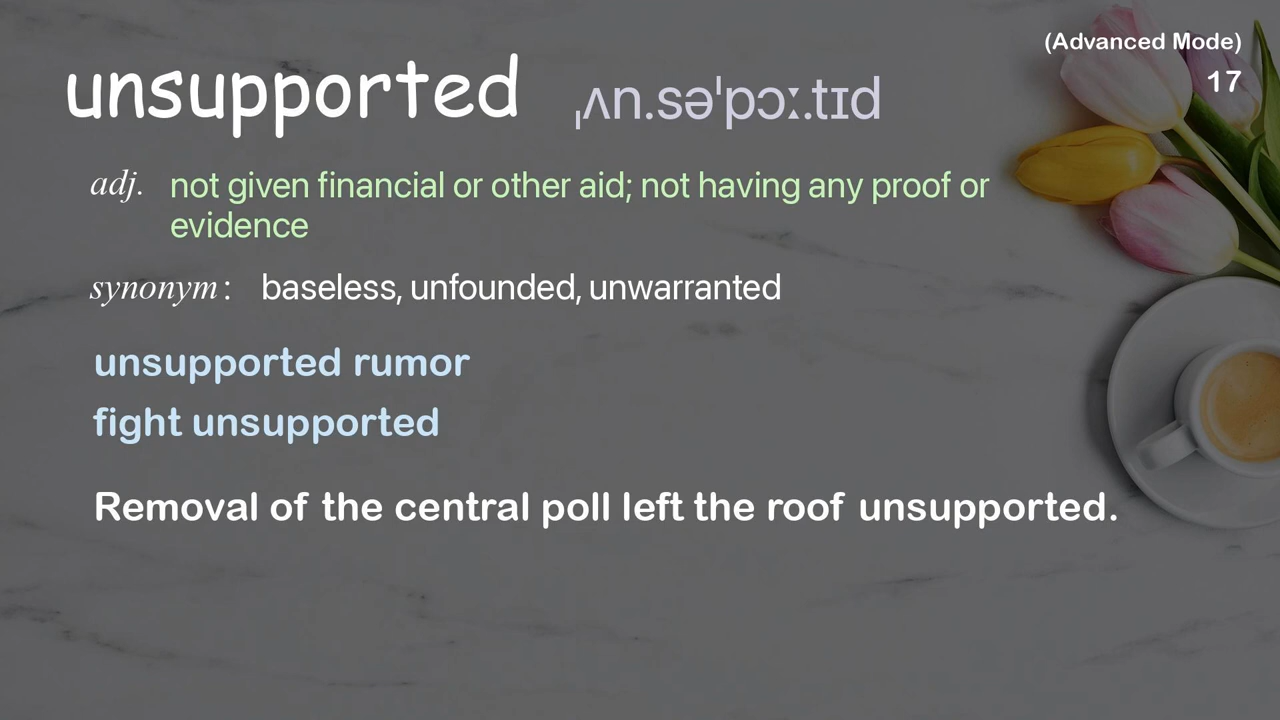 (Advanced Mode)
17
unsupported ˌʌn.səˈpɔː.tɪd
adj. not given financial or other aid; not having any proof or
evidence
synonym: baseless, unfounded, unwarranted
unsupported rumor
fight unsupported
Removal of the central poll left the roof unsupported.